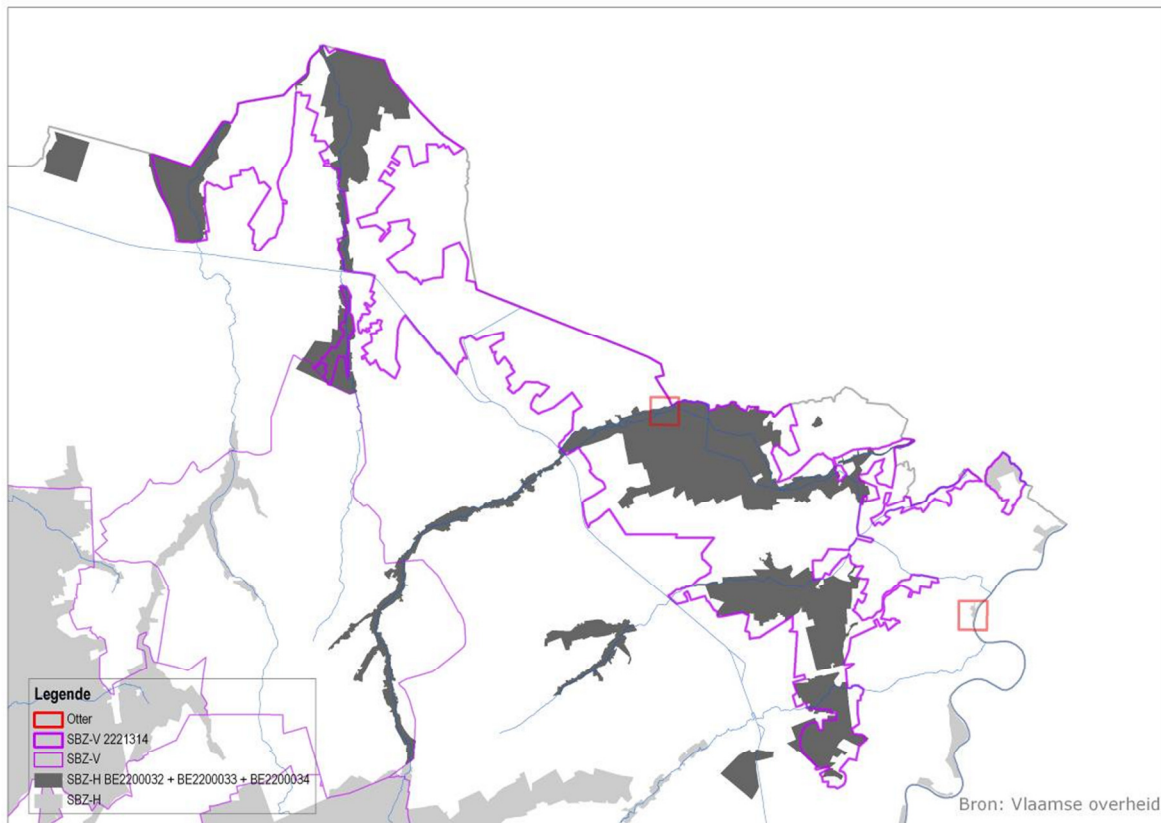 Legende
Otter
SBZ-V 2221314
SBZ-V
SBZ-H BE2200032 + BE2200033 + BE2200034
SBZ-H
Bron: Vlaamse overheid